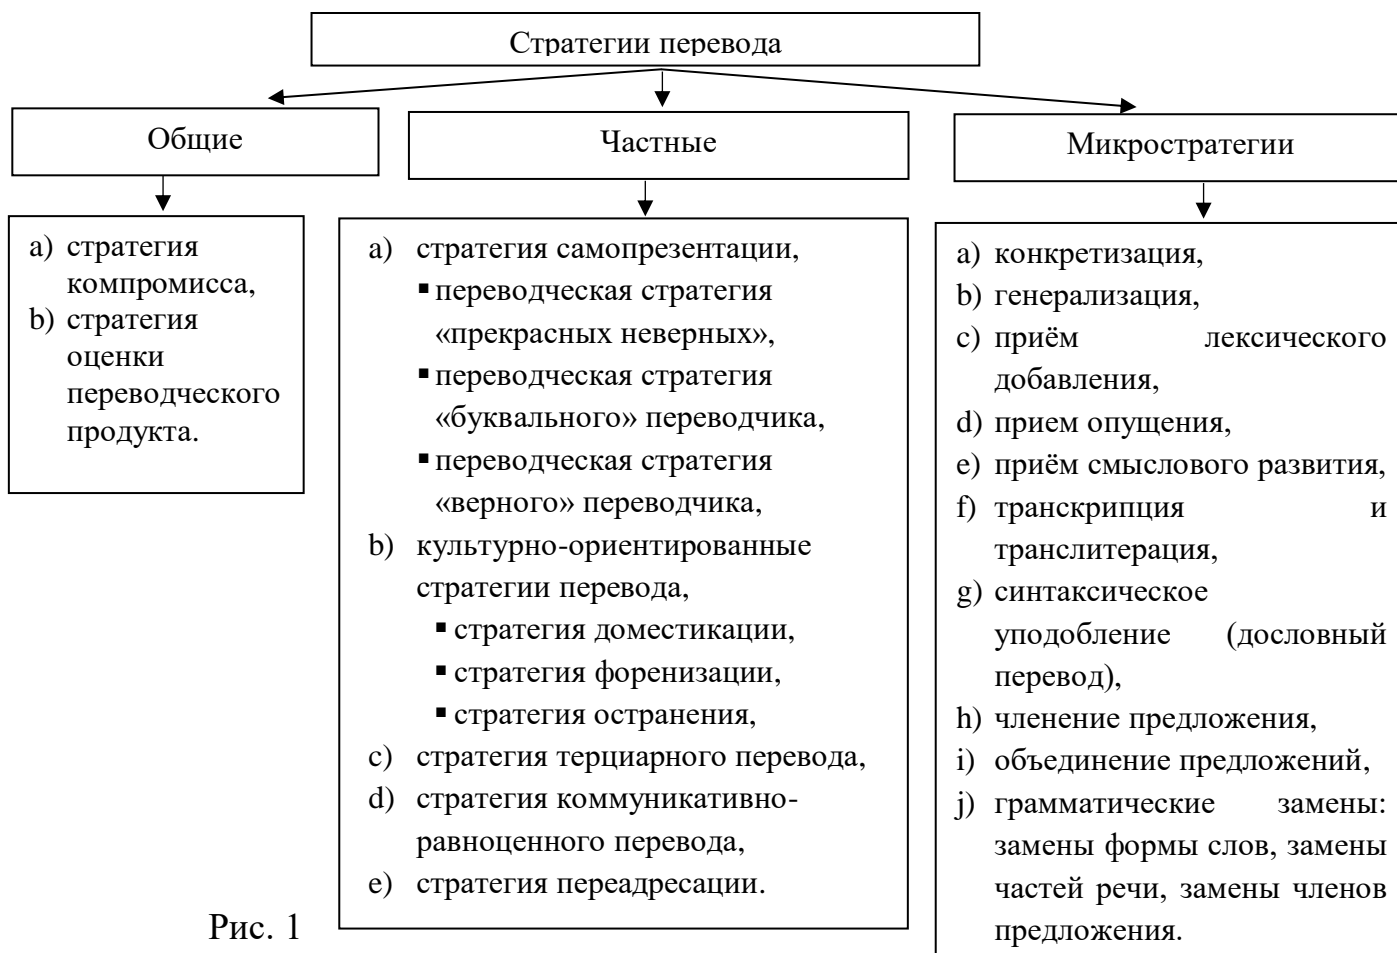 Стратегии перевода
Общие
Частные
Микростратегии
a) стратегия
компромисса,
b) стратегия
оценки
переводческого
продукта.
a) стратегия самопрезентации,
▪ переводческая стратегия
«прекрасных неверных»,
▪ переводческая стратегия
«буквального» переводчика,
▪ переводческая стратегия
«верного» переводчика,
b) культурно-ориентированные
стратегии перевода,
▪ стратегия доместикации,
▪ стратегия форенизации,
▪ стратегия остранения,
c) стратегия терциарного перевода,
d) стратегия коммуникативно-
равноценного перевода,
e) стратегия переадресации.
a) конкретизация,
b) генерализация,
c) приём лексического
добавления,
d) прием опущения,
e) приём смыслового развития,
f) транскрипция и
транслитерация,
g) синтаксическое
уподобление (дословный
перевод),
h) членение предложения,
i) объединение предложений,
j) грамматические замены:
замены формы слов, замены
частей речи, замены членов
предложения.
Рис. 1